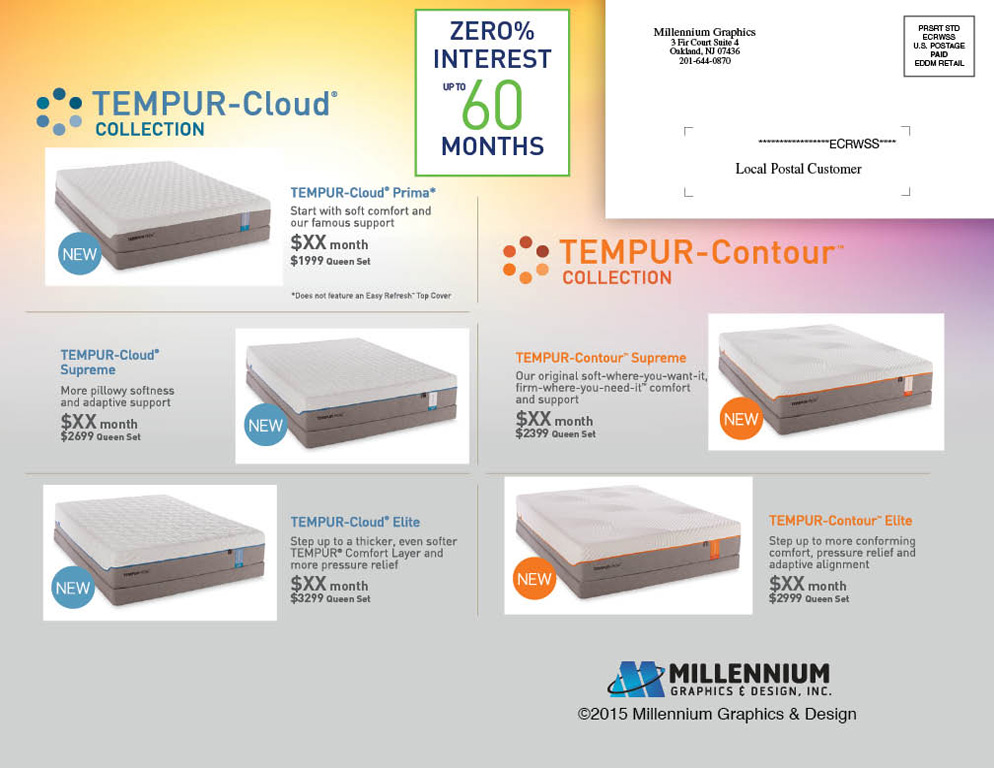 ZERO%
INTEREST
UP TO
60
MONTHS
Millennium Graphics
3 Fir Court Suite 4
Oakland, NJ 07436
201-644-0870
PRSRT STD
ECRWSS
U.S. POSTAGE
PAID
EDDM RETAIL
*****************ECRWSS****
Local Postal Customer
TEMPUR-Cloud®
COLLECTION
TEMPUR-Cloud® Prima*
Start with soft comfort and
our famous support
$XX month
$1999 Queen Set
*Does not feature an Easy Refresh™ Top Cover
NEW
TEMPUR-Cloud®
Supreme
More pillowy softness
and adaptive support
$XX month
$2699 Queen Set
NEW
TEMPUR-Cloud® Elite
Step up to a thicker, even softer
TEMPUR® Comfort Layer and
more pressure relief
$XX month
$3299 Queen Set
NEW
TEMPUR-Contour™
COLLECTION
TEMPUR-Contour™ Supreme
Our original soft-where-you-want-it,
firm-where-you-need-it™ comfort
and support
$XX month
$2399 Queen Set
NEW
TEMPUR-Contour™ Elite
Step up to more conforming
comfort, pressure relief and
adaptive alignment
$XX month
$2999 Queen Set
NEW
MILLENNIUM
GRAPHICS & DESIGN, INC.
©2015 Millennium Graphics & Design